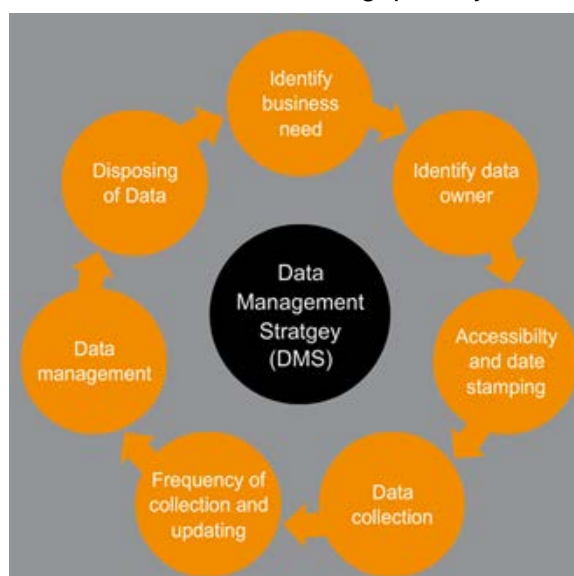 Identify
business
need
Identify data
owner
Accessibilty
and date
stamping
Data
collection
Frequency of
collection and
updating
Data
management
Disposing
of Data
Data
Management
Stratgey
(DMS)